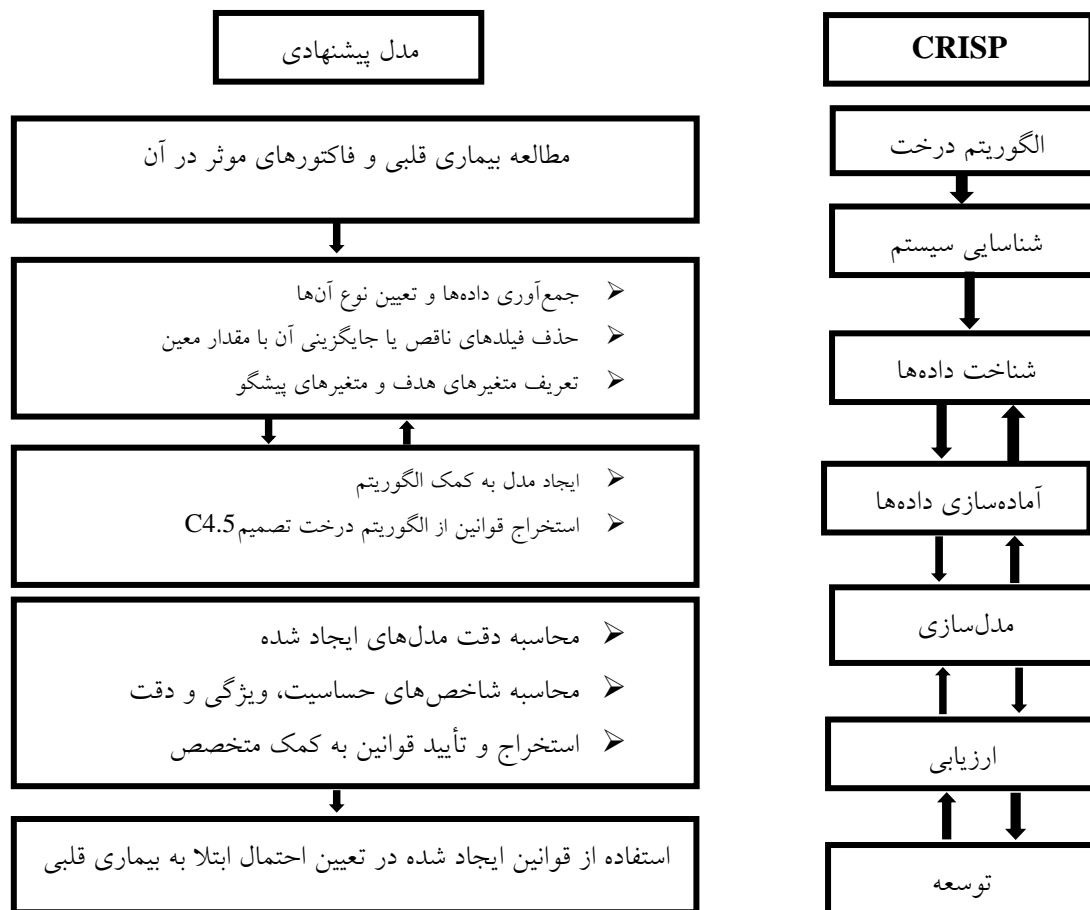 CRISP
الگوریتم درخت
شناسایی سیستم
شناخت داده‌ها
آماده‌سازی داده‌ها
مدل‌سازی
ارزیابی
توسعه
مدل پیشنهادی
مطالعه بیماری قلبی و فاکتورهای موثر در آن
جمع‌آوری داده‌ها و تعیین نوع آن‌ها
حذف فیلدهای ناقص یا جایگزینی آن با مقدار معین
تعریف متغیرهای هدف و متغیرهای پیشگو
ایجاد مدل به کمک الگوریتم
استخراج قوانین از الگوریتم درخت تصمیم C4.5
محاسبه دقت مدل‌های ایجاد شده
محاسبه شاخص‌های حساسیت، ویژگی و دقت
استخراج و تأیید قوانین به کمک متخصص
استفاده از قوانین ایجاد شده در تعیین احتمال ابتلا به بیماری قلبی